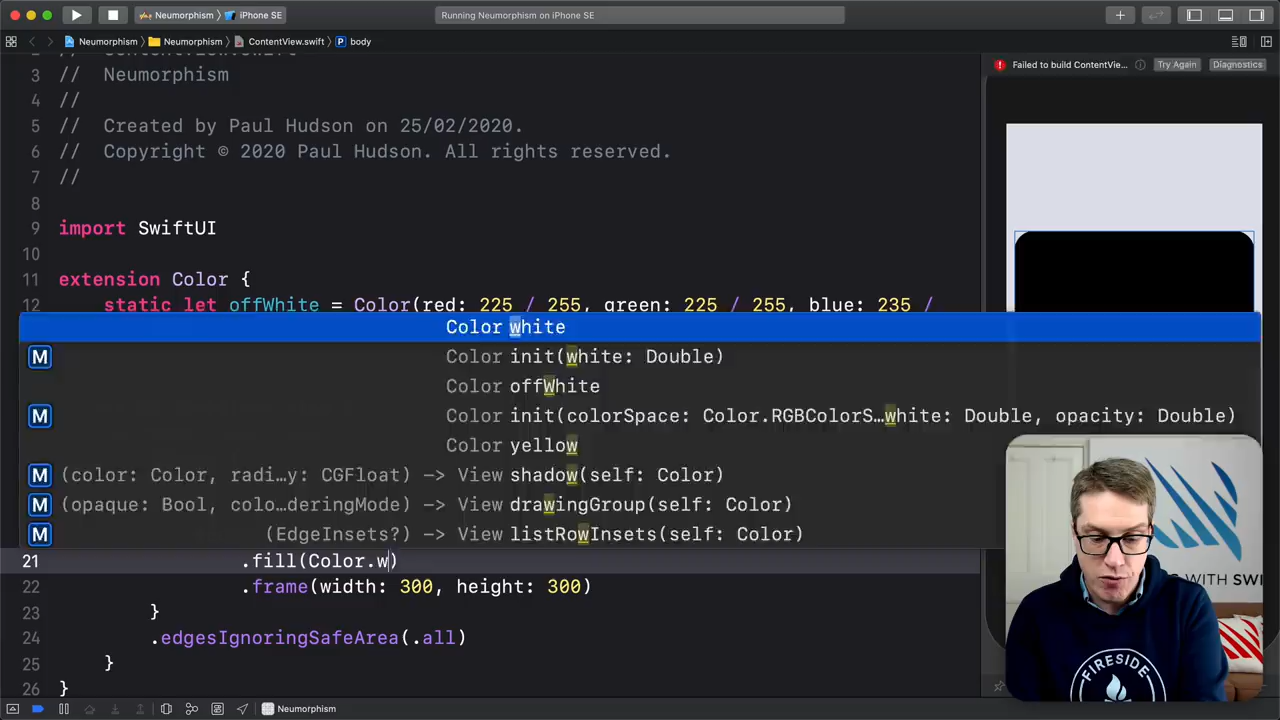 Neumorphism
iPhone SE
Running Neumorphism on iPhone SE
Neumorphism
Neumorphism
ContentView.swift
P
body
3 // Neumorphism
4 //
5 // Created by Paul Hudson on 25/02/2020.
6 // Copyright © 2020 Paul Hudson. All rights reserved.
7 //
8
9 import SwiftUI
10
11 extension Color {
12 static let offWhite = Color(red: 225 / 255, green: 225 / 255, blue: 235 /
Color white
M Color init(white: Double)
Color offWhite
M Color init(colorSpace: Color.RGBColorS…white: Double, opacity: Double)
Color yellow
M (color: Color, radi…y: CGFloat) -> View shadow(self: Color)
M (opaque: Bool, colo…deringMode) -> View drawingGroup(self: Color)
M (EdgeInsets?) -> View listRowInsets(self: Color)
21 .fill(Color.w)
22 .frame(width: 300, height: 300)
23 }
24 .edgesIgnoringSafeArea(.all)
25 }
26 }
Neumorphism
Failed to build ContentVie...
Try Again
Diagnostics
WITH SWI
FIRESIDE